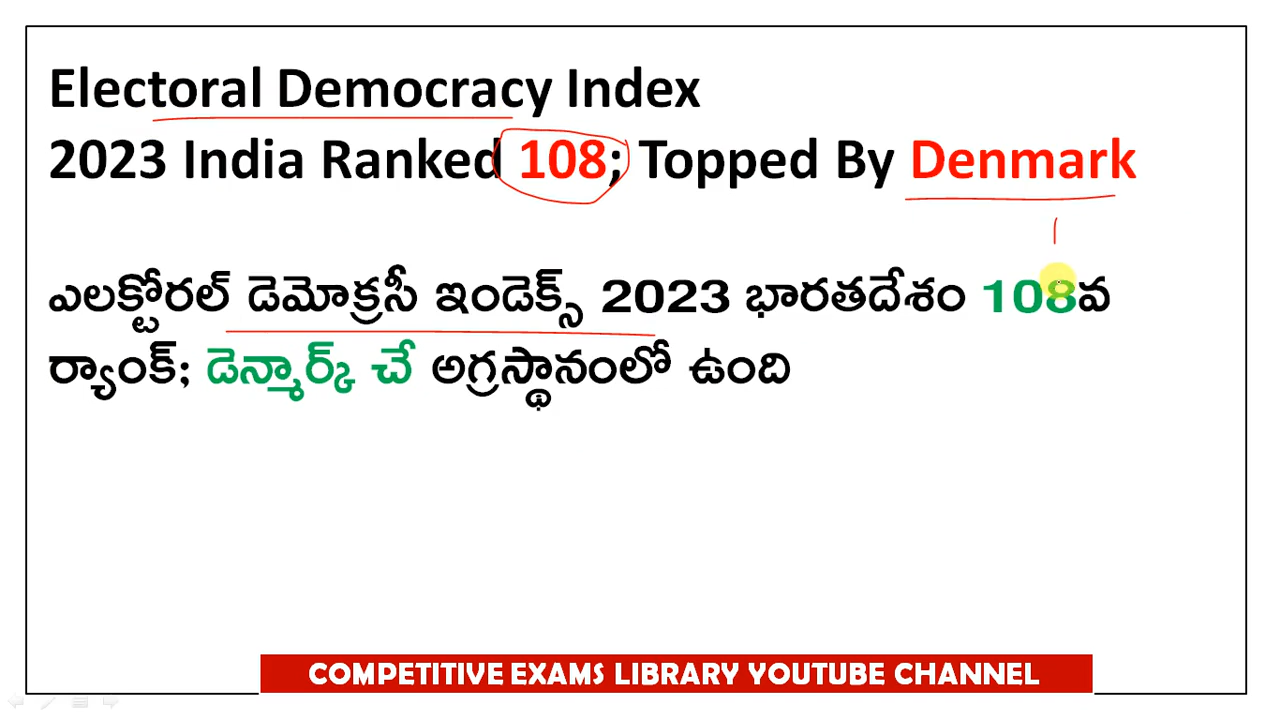 Electoral Democracy Index
2023 India Ranked 108; Topped By Denmark
ఎలక్టోరల్ డెమోక్రసీ ఇండెక్స్ 2023 భారతదేశం 108వ
ర్యాంక్; డెన్మార్క్ చే అగ్రస్థానంలో ఉంది
COMPETITIVE EXAMS LIBRARY YOUTUBE CHANNEL